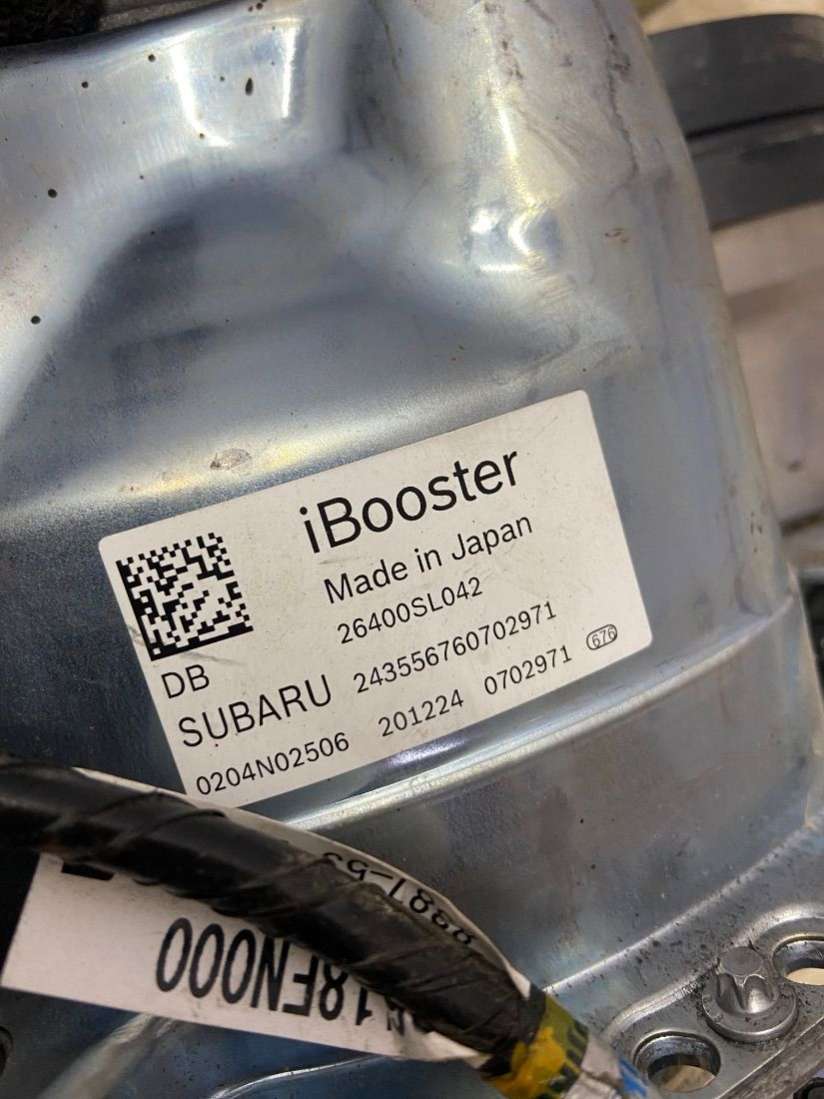 iBooster
Made in Japan
26400SL042
DB
SUBARU 243556760702971
0204N02506 201224 0702971 676
18FN000